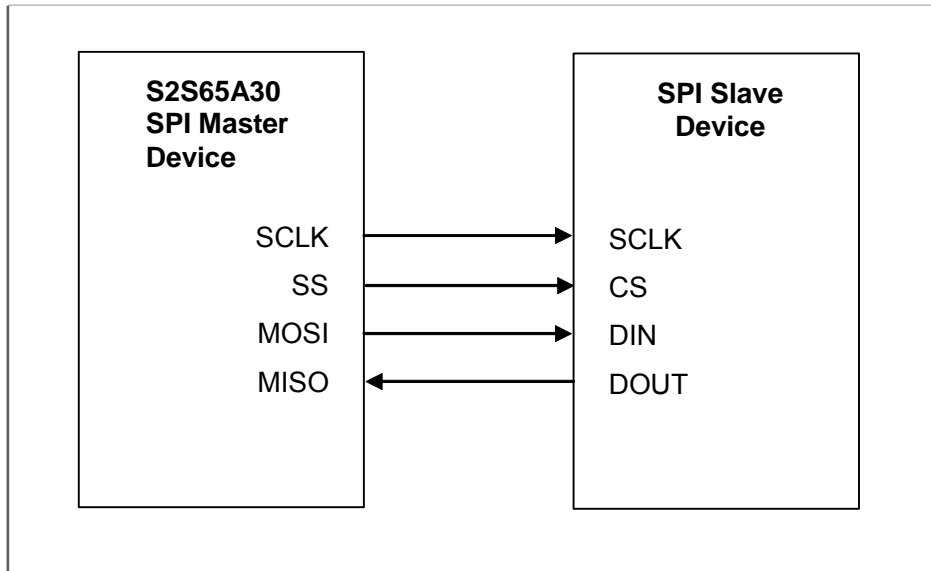 S2S65A30
SPI Master
Device
SPI Slave
Device
SCLK
SS
MOSI
MISO
SCLK
CS
DIN
DOUT